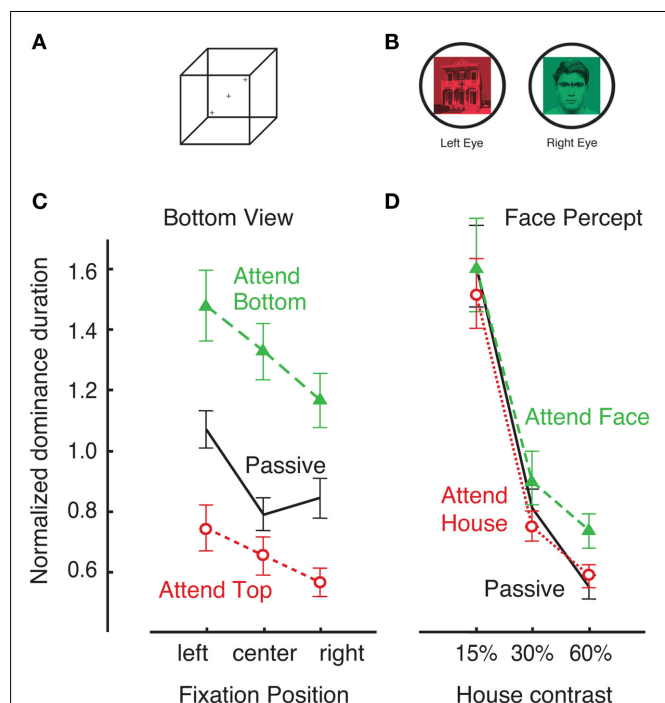 A
B
Left Eye
Right Eye
C
Bottom View
D
Face Percept
Normalized dominance duration
1.6
1.4
1.2
1.0
0.8
0.6
Attend
Bottom
Passive
Attend Top
left
center
right
Fixation Position
Attend Face
Attend
House
Passive
15%
30%
60%
House contrast